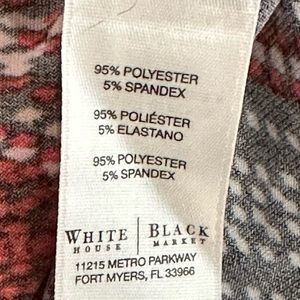 95% POLYESTER
5% SPANDEX
95% POLIÉSTER
5% ELASTANO
95% POLYESTER
5% SPANDEX
WHITE | BLACK
HOUSE | MARKET
11215 METRO PARKWAY
FORT MYERS, FL 33966